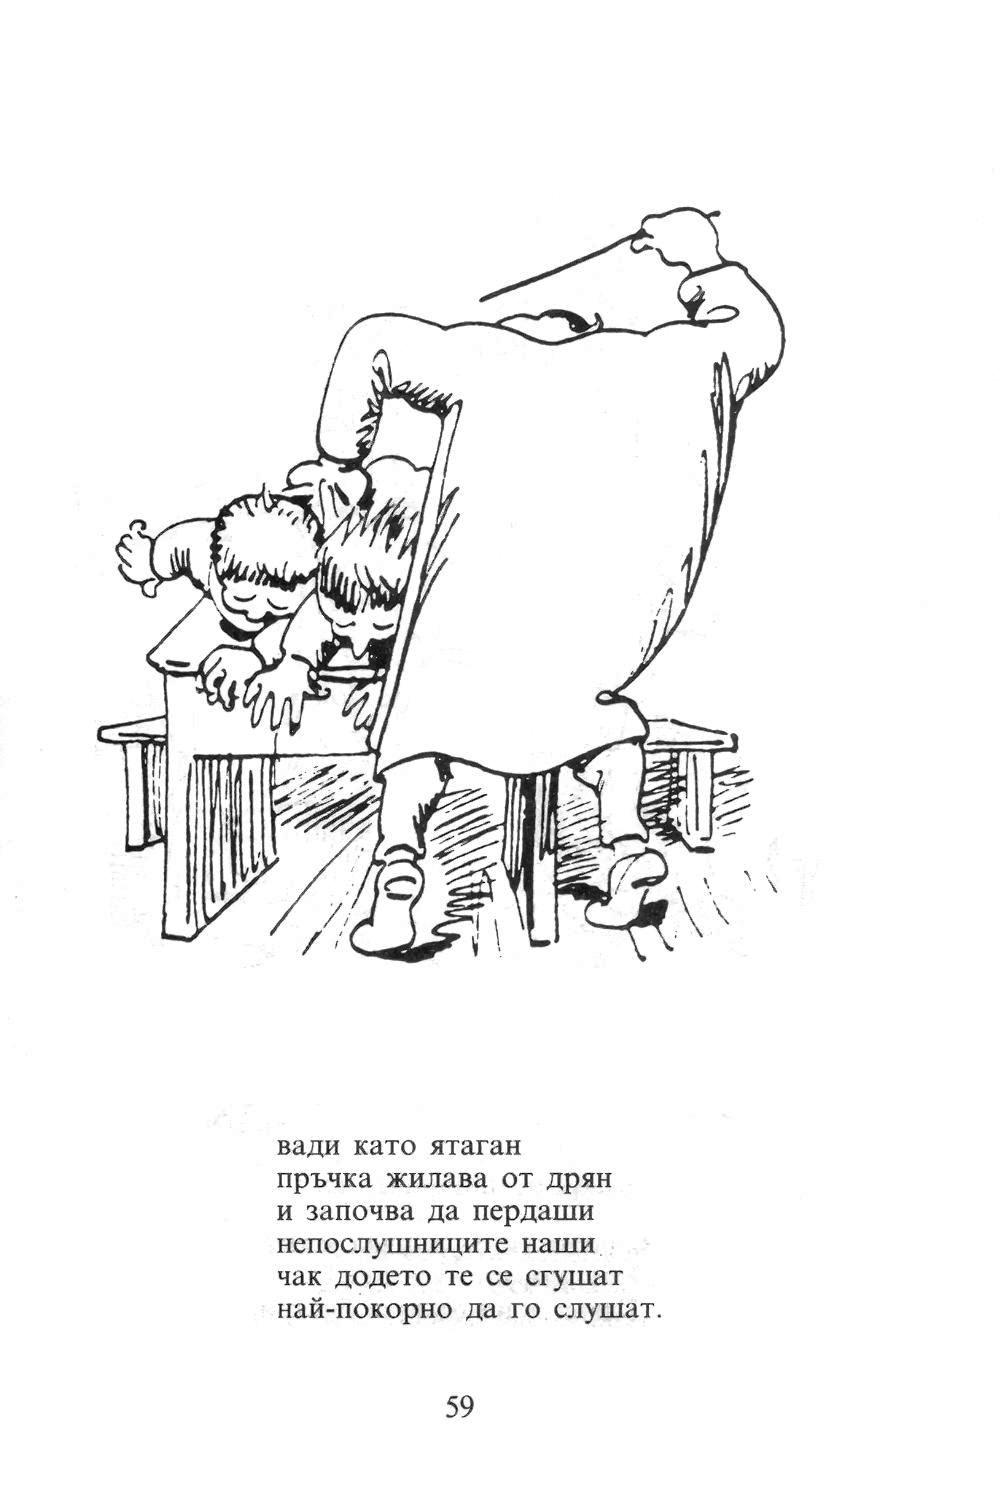 вади като ятаган
пръчка жилава от дрян
и започва да пердаши
непослушниците наши
чак додето те се сгушат
най-покорно да го слушат.
59